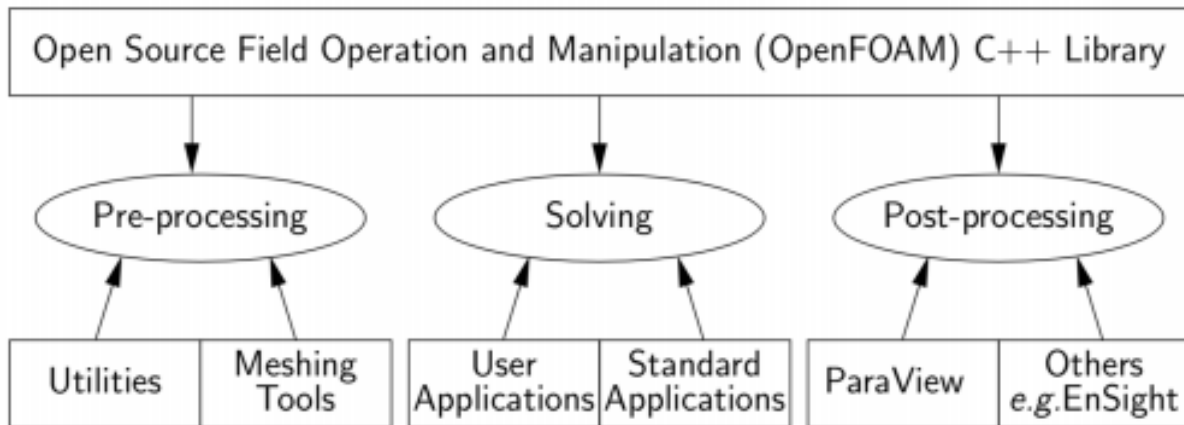 Open Source Field Operation and Manipulation (OpenFOAM) C++ Library
Pre-processing
Solving
Post-processing
Utilities
Meshing
Tools
User
Applications
Standard
Applications
ParaView
Others
e.g.EnSight